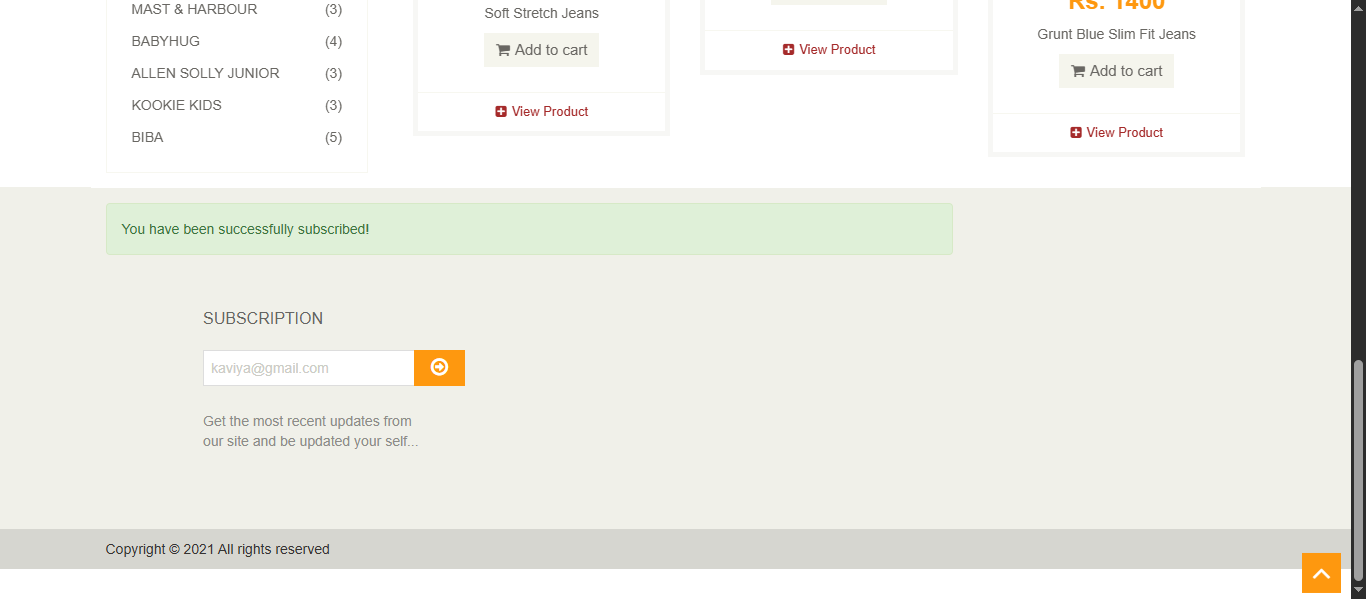 MAST & HARBOUR (3)
BABYHUG (4)
ALLEN SOLLY JUNIOR (3)
KOOKIE KIDS (3)
BIBA (5)
Soft Stretch Jeans
Add to cart
View Product
View Product
Rs. 1400
Grunt Blue Slim Fit Jeans
Add to cart
View Product
You have been successfully subscribed!
SUBSCRIPTION
kaviya@gmail.com
Get the most recent updates from
our site and be updated your self...
Copyright © 2021 All rights reserved